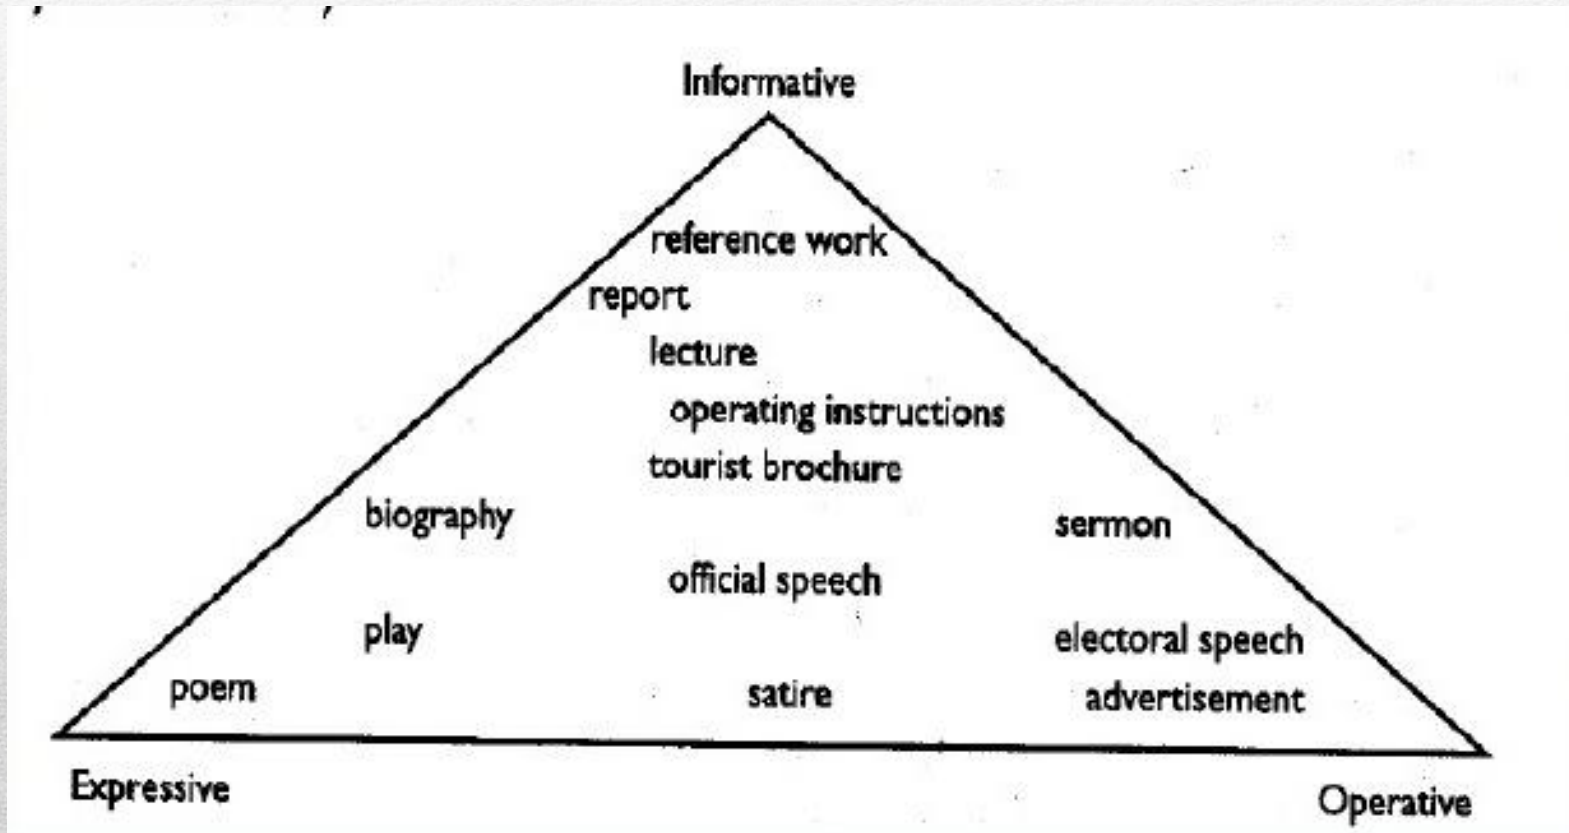 Informative
reference work
report
lecture
operating instructions
tourist brochure
biography
sermon
official speech
play
electoral speech
poem
satire
advertisement
Expressive
Operative